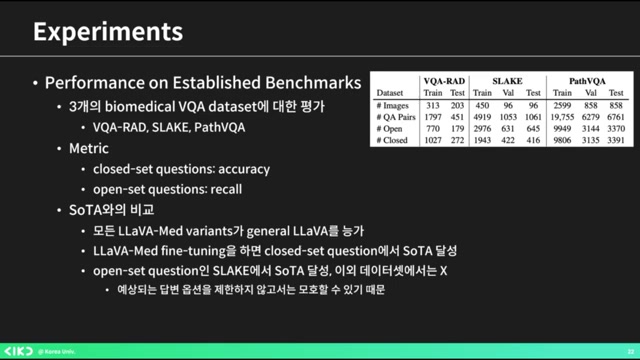 Experiments
• Performance on Established Benchmarks
• 3개의 biomedical VQA dataset에 대한 평가
• VQA-RAD, SLAKE, PathVQA
• Metric
• closed-set questions: accuracy
• open-set questions: recall
• SoTA와의 비교
• 모든 LLaVA-Med variants가 general LLaVA를 능가
• LLaVA-Med fine-tuning을 하면 closed-set question에서 SoTA 달성
• open-set question인 SLAKE에서 SoTA 달성, 이외 데이터셋에서는 X
• 예상되는 답변 옵션을 제한하지 않고서는 모호할 수 있기 때문
VQA-RAD SLAKE PathVQA
Dataset Train Test Train Val Test Train Val Test
# Images 313 203 450 96 96 2599 858 858
# QA Pairs 1797 451 4919 1053 1061 19,755 6279 6761
# Open 770 179 2976 631 645 9949 3144 3370
# Closed 1027 272 1943 422 416 9806 3135 3391
@ Korea Univ.
22